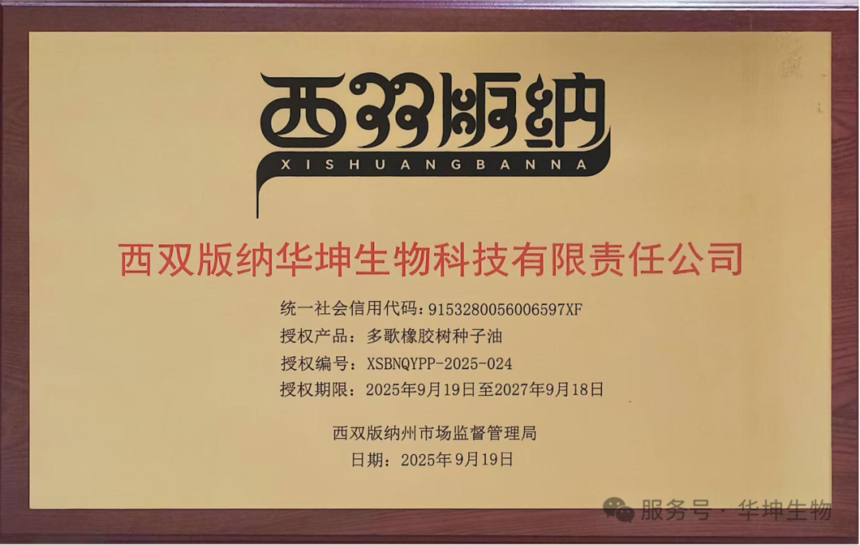 西双版纳
XISHUANGBANNA
西双版纳华坤生物科技有限责任公司
统一社会信用代码：9153280056006597XF
授权产品：多歌橡胶树种子油
授权编号：XSBNQYPP-2025-024
授权期限：2025年9月19日至2027年9月18日
西双版纳州市场监督管理局
日期：2025年9月19日
服务号·华坤生物